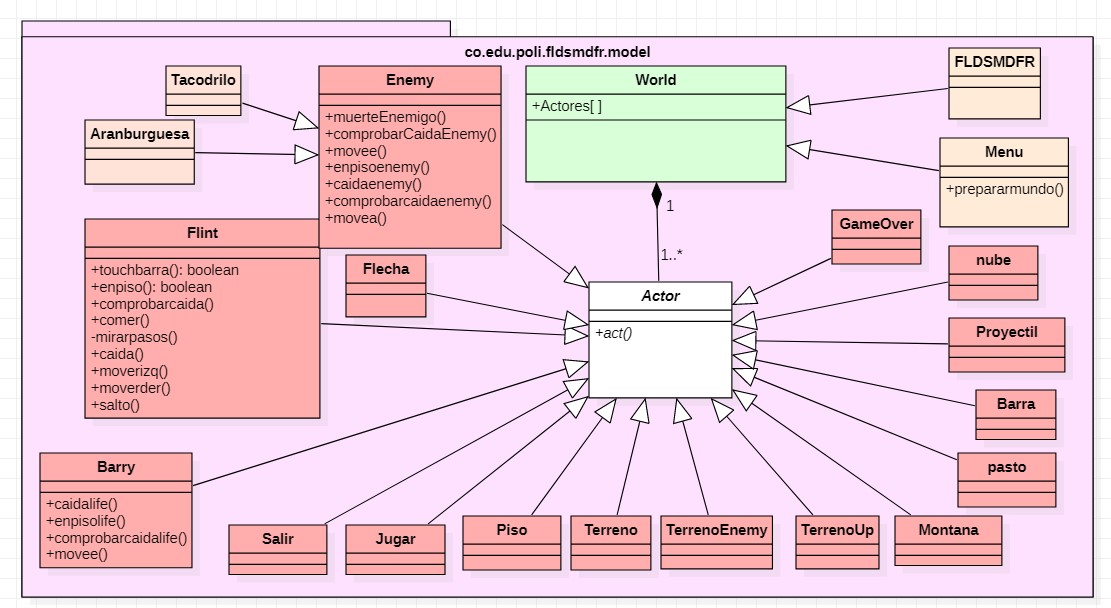 co.edu.poli.fldsmdfr.model
Tacodrilo
Aranburguesa
Enemy
+muerteEnemigo()
+comprobarCaidaEnemy()
+movee()
+enpisoenemy()
+caidaenemy()
+comprobarcaidaenemy()
+movea()
World
+Actores[ ]
FLDSMDFR
Menu
+prepararmundo()
Flint
+touchbarra(): boolean
+enpiso(): boolean
+comprobarcaida()
+comer()
-mirarpasos()
+caida()
+moverizq()
+moverder()
+salto()
Flecha
1
1..*
Actor
+act()
GameOver
nube
Proyectil
Barra
pasto
Barry
+caidalife()
+enpisolife()
+comprobarcaidalife()
+movee()
Salir
Jugar
Piso
Terreno
TerrenoEnemy
TerrenoUp
Montana